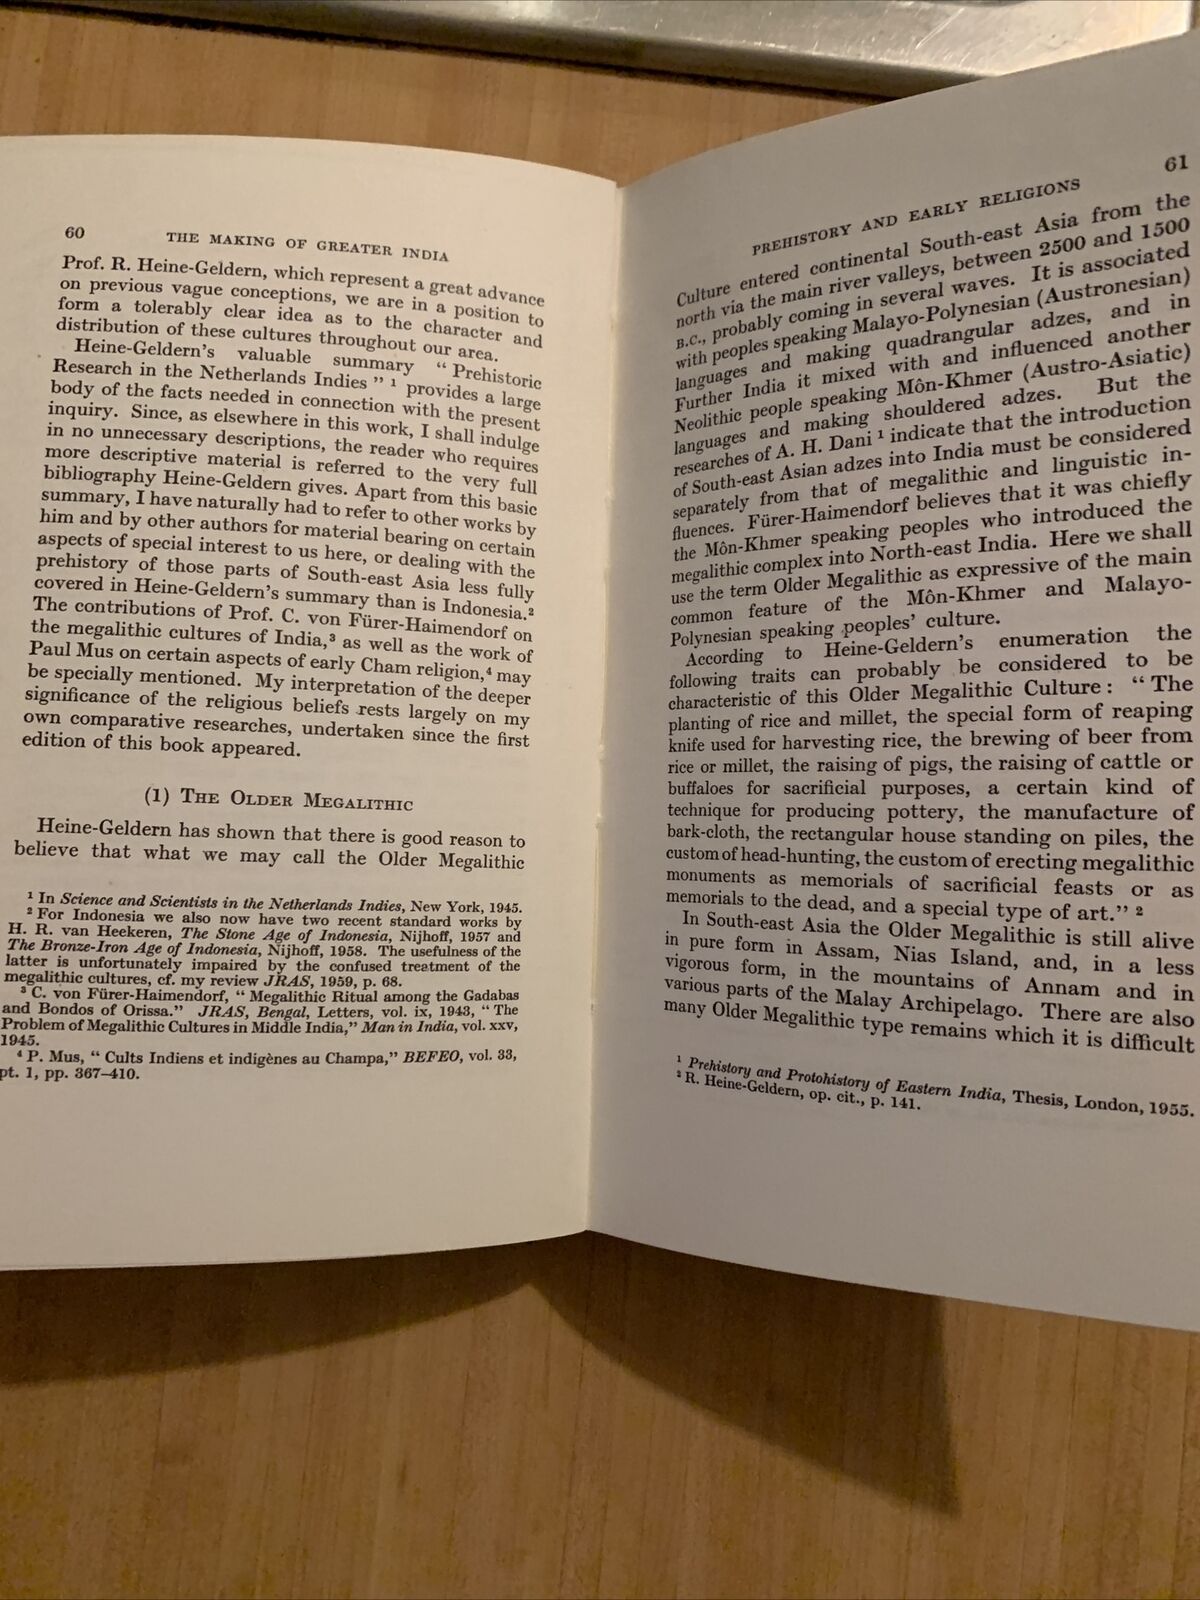 60
THE MAKING OF GREATER INDIA
Prof. R. Heine-Geldern, which represent a great advance
on previous vague conceptions, we are in a position to
form a tolerably clear idea as to the character and
distribution of these cultures throughout our area.
Heine-Geldern's valuable summary “ Prehistoric
Research in the Netherlands Indies ” ¹ provides a large
body of the facts needed in connection with the present
inquiry. Since, as elsewhere in this work, I shall indulge
in no unnecessary descriptions, the reader who requires
more descriptive material is referred to the very full
bibliography Heine-Geldern gives. Apart from this basic
summary, I have naturally had to refer to other works by
him and by other authors for material bearing on certain
aspects of special interest to us here, or dealing with the
prehistory of those parts of South-east Asia less fully
covered in Heine-Geldern's summary than is Indonesia.²
The contributions of Prof. C. von Fürer-Haimendorf on
the megalithic cultures of India,³ as well as the work of
Paul Mus on certain aspects of early Cham religion,⁴ may
be specially mentioned. My interpretation of the deeper
significance of the religious beliefs rests largely on my
own comparative researches, undertaken since the first
edition of this book appeared.
(1) THE OLDER MEGALITHIC
Heine-Geldern has shown that there is good reason to
believe that what we may call the Older Megalithic
¹ In Science and Scientists in the Netherlands Indies, New York, 1945.
² For Indonesia we also now have two recent standard works by
H. R. van Heekeren, The Stone Age of Indonesia, Nijhoff, 1957 and
The Bronze-Iron Age of Indonesia, Nijhoff, 1958. The usefulness of the
latter is unfortunately impaired by the confused treatment of the
megalithic cultures, cf. my review JRAS, 1959, p. 68.
³ C. von Fürer-Haimendorf, “ Megalithic Ritual among the Gadabas
and Bondos of Orissa.” JRAS, Bengal, Letters, vol. ix, 1943, “ The
Problem of Megalithic Cultures in Middle India,” Man in India, vol. xxv,
1945.
⁴ P. Mus, “ Cults Indiens et indigènes au Champa,” BEFEO, vol. 33,
pt. 1, pp. 367–410.
PREHISTORY AND EARLY RELIGIONS
61
Culture entered continental South-east Asia from the
north via the main river valleys, between 2500 and 1500
B.C., probably coming in several waves. It is associated
with peoples speaking Malayo-Polynesian (Austronesian)
languages and making quadrangular adzes, and in
Further India it mixed with and influenced another
Neolithic people speaking Môn-Khmer (Austro-Asiatic)
languages and making shouldered adzes. But the
researches of A. H. Dani ¹ indicate that the introduction
of South-east Asian adzes into India must be considered
separately from that of megalithic and linguistic in-
fluences. Fürer-Haimendorf believes that it was chiefly
the Môn-Khmer speaking peoples who introduced the
megalithic complex into North-east India. Here we shall
use the term Older Megalithic as expressive of the main
common feature of the Môn-Khmer and Malayo-
Polynesian speaking peoples' culture.
According to Heine-Geldern's enumeration the
following traits can probably be considered to be
characteristic of this Older Megalithic Culture : “ The
planting of rice and millet, the special form of reaping
knife used for harvesting rice, the brewing of beer from
rice or millet, the raising of pigs, the raising of cattle or
buffaloes for sacrificial purposes, a certain kind of
technique for producing pottery, the manufacture of
bark-cloth, the rectangular house standing on piles, the
custom of head-hunting, the custom of erecting megalithic
monuments as memorials of sacrificial feasts or as
memorials to the dead, and a special type of art.” ²
In South-east Asia the Older Megalithic is still alive
in pure form in Assam, Nias Island, and, in a less
vigorous form, in the mountains of Annam and in
various parts of the Malay Archipelago. There are also
many Older Megalithic type remains which it is difficult
¹ Prehistory and Protohistory of Eastern India, Thesis, London, 1955.
² R. Heine-Geldern, op. cit., p. 141.